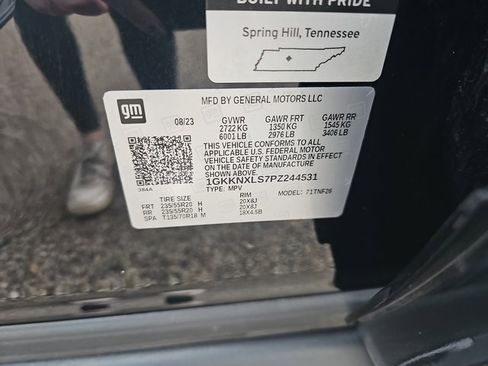 BUILT WITH PRIDE
Spring Hill, Tennessee
gm
MFD BY GENERAL MOTORS LLC
08/23 GVWR GAWR FRT GAWR RR
2722 KG 1350 KG 1545 KG
6001 LB 2976 LB 3406 LB
THIS VEHICLE CONFORMS TO ALL
APPLICABLE U.S. FEDERAL MOTOR
VEHICLE SAFETY STANDARDS IN EFFECT
ON THE DATE OF MANUFACTURE
SHOWN ABOVE.
1GKKNXLS7PZ244531
384A TYPE: MPV MODEL: 71TNF26
TIRE SIZE RIM
FRT 235/55R20 H 20X8J
RR 235/55R20 H 20X8J
SPA T135/70R18 M 18X4.5B